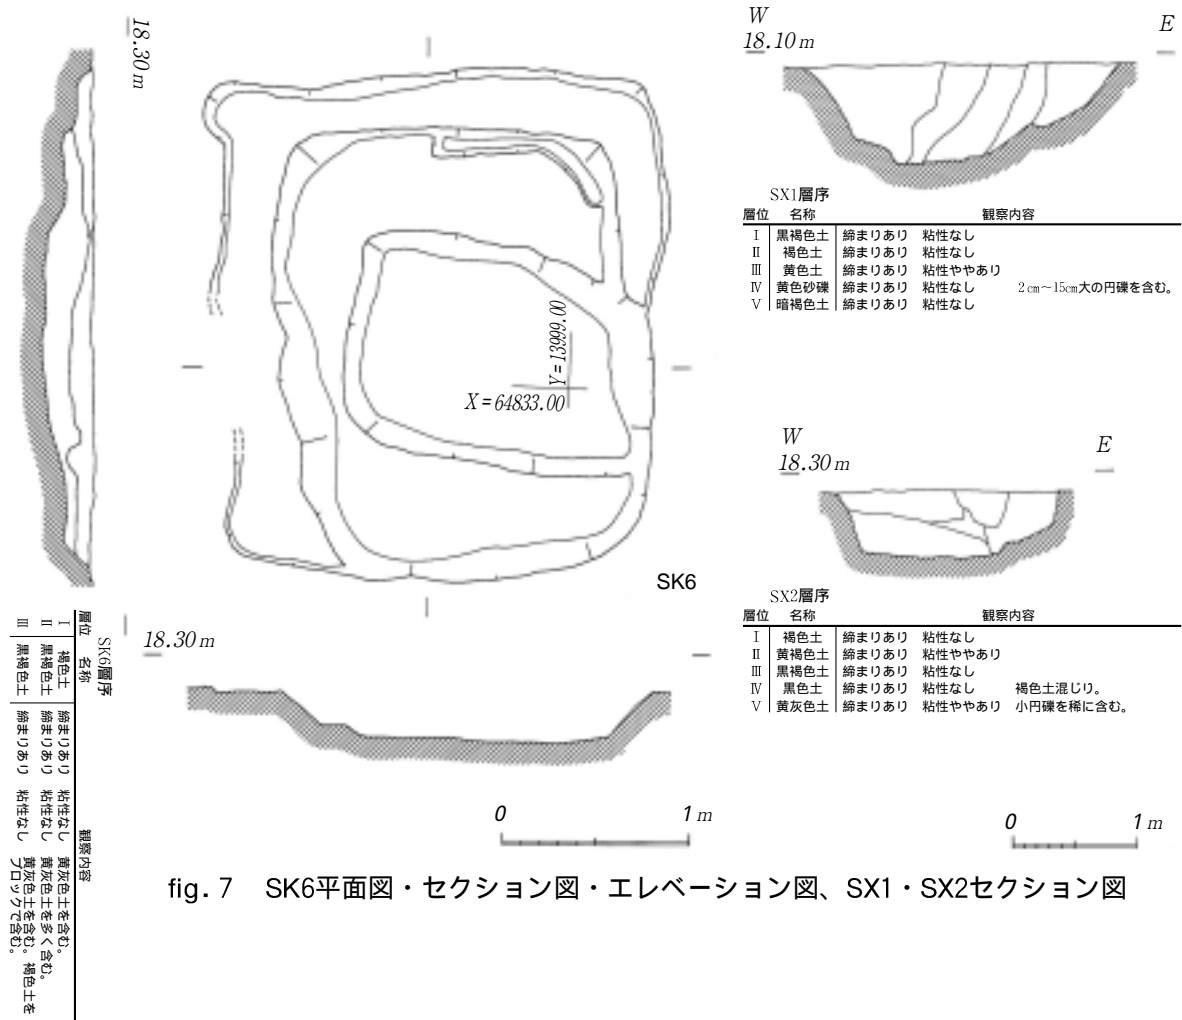 18.30m
X=64833.00
Y=13999.00
SK6
18.30m
0 1m
SK6層序
層位 名称 観察内容
Ⅰ 褐色土 締まりあり 粘性なし 黄灰色土を含む。
Ⅱ 黒褐色土 締まりあり 粘性なし 黄灰色土を多く含む。
Ⅲ 黒褐色土 締まりあり 粘性なし 黄灰色土を含む。褐色土を
ブロックで含む。
W E
18.10m
SX1層序
層位 名称 観察内容
Ⅰ 黒褐色土 締まりあり 粘性なし
Ⅱ 褐色土 締まりあり 粘性なし
Ⅲ 黄色土 締まりあり 粘性ややあり
Ⅳ 黄色砂礫 締まりあり 粘性なし 2㎝～15㎝大の円礫を含む。
Ⅴ 暗褐色土 締まりあり 粘性なし
W E
18.30m
SX2層序
層位 名称 観察内容
Ⅰ 褐色土 締まりあり 粘性なし
Ⅱ 黄褐色土 締まりあり 粘性ややあり
Ⅲ 黒褐色土 締まりあり 粘性なし
Ⅳ 黒色土 締まりあり 粘性なし 褐色土混じり。
Ⅴ 黄灰色土 締まりあり 粘性ややあり 小円礫を稀に含む。
0 1m
fig. 7 SK6平面図・セクション図・エレベーション図、SX1・SX2セクション図